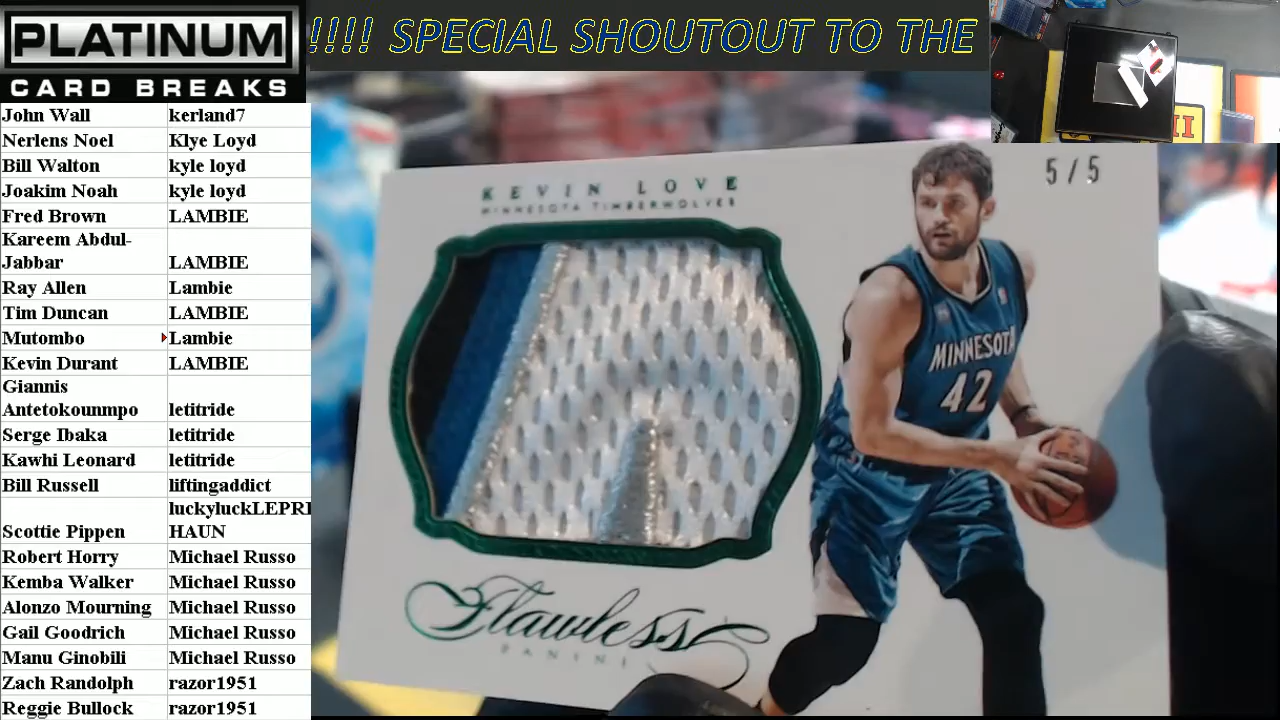 PLATINUM
CARD BREAKS
!!!! SPECIAL SHOUTOUT TO THE
John Wall kerland7
Nerlens Noel Klye Loyd
Bill Walton kyle loyd
Joakim Noah kyle loyd
Fred Brown LAMBIE
Kareem Abdul-
Jabbar LAMBIE
Ray Allen Lambie
Tim Duncan LAMBIE
Mutombo Lambie
Kevin Durant LAMBIE
Giannis
Antetokounmpo letitride
Serge Ibaka letitride
Kawhi Leonard letitride
Bill Russell liftingaddict
luckyluckLEPRI
Scottie Pippen HAUN
Robert Horry Michael Russo
Kemba Walker Michael Russo
Alonzo Mourning Michael Russo
Gail Goodrich Michael Russo
Manu Ginobili Michael Russo
Zach Randolph razor1951
Reggie Bullock razor1951
KEVIN LOVE
MINNESOTA TIMBERWOLVES
5/5
MINNESOTA
42
Flawless
PANINI